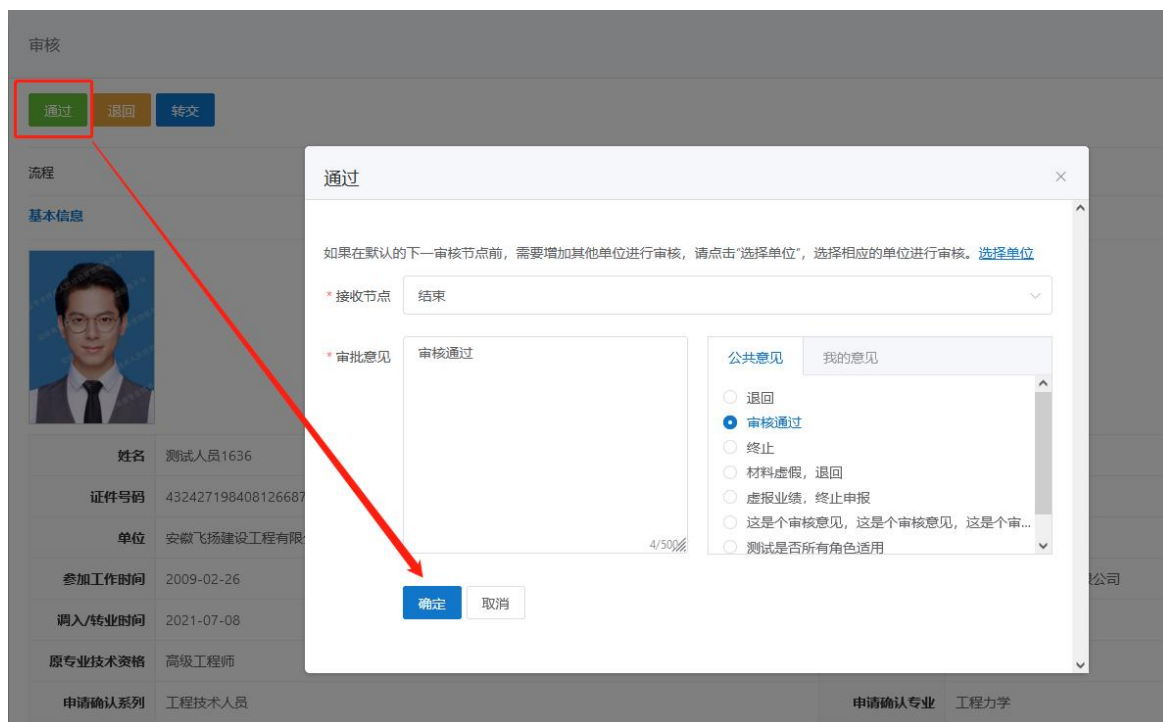 审核
通过 退回 转交
流程
基本信息
通过
如果在默认的下一审核节点前，需要增加其他单位进行审核，请点击“选择单位”，选择相应的单位进行审核。选择单位
* 接收节点 结束
* 审批意见 审核通过
4/500
公共意见 我的意见
退回
审核通过
终止
材料虚假，退回
虚报业绩，终止申报
这是个审核意见，这是个审核意见，这是个审...
测试是否所有角色适用
确定 取消
姓名 测试人员1636
证件号码 432427198408126687
单位 安徽飞扬建设工程有限
参加工作时间 2009-02-26 限公司
调入/转业时间 2021-07-08
原专业技术资格 高级工程师
申请确认系列 工程技术人员 申请确认专业 工程力学